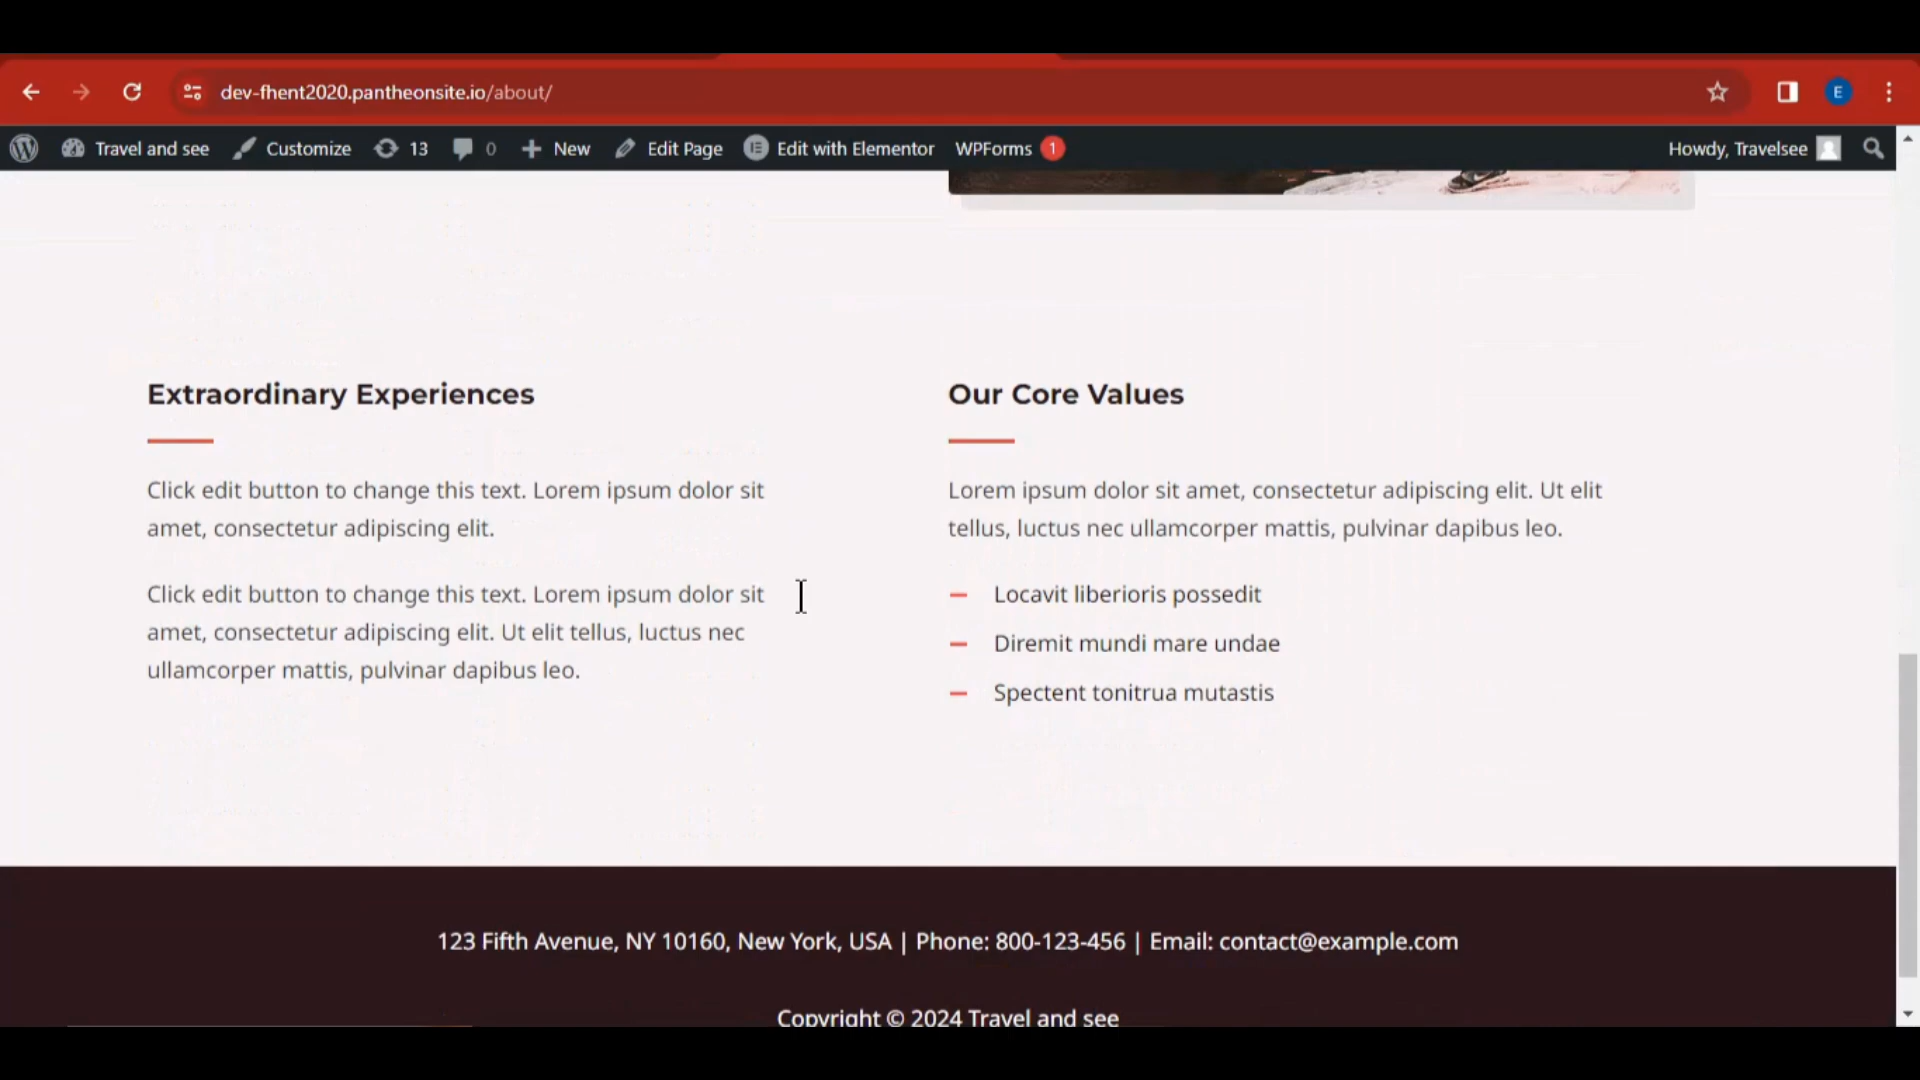 dev-fhent2020.pantheonsite.io/about/
E
Travel and see Customize 13 0 New Edit Page Edit with Elementor WPForms 1 Howdy, Travelsee
Extraordinary Experiences
Click edit button to change this text. Lorem ipsum dolor sit
amet, consectetur adipiscing elit.
Click edit button to change this text. Lorem ipsum dolor sit
amet, consectetur adipiscing elit. Ut elit tellus, luctus nec
ullamcorper mattis, pulvinar dapibus leo.
Our Core Values
Lorem ipsum dolor sit amet, consectetur adipiscing elit. Ut elit
tellus, luctus nec ullamcorper mattis, pulvinar dapibus leo.
Locavit liberioris possedit
Diremit mundi mare undae
Spectent tonitrua mutastis
123 Fifth Avenue, NY 10160, New York, USA | Phone: 800-123-456 | Email: contact@example.com
Copyright © 2024 Travel and see